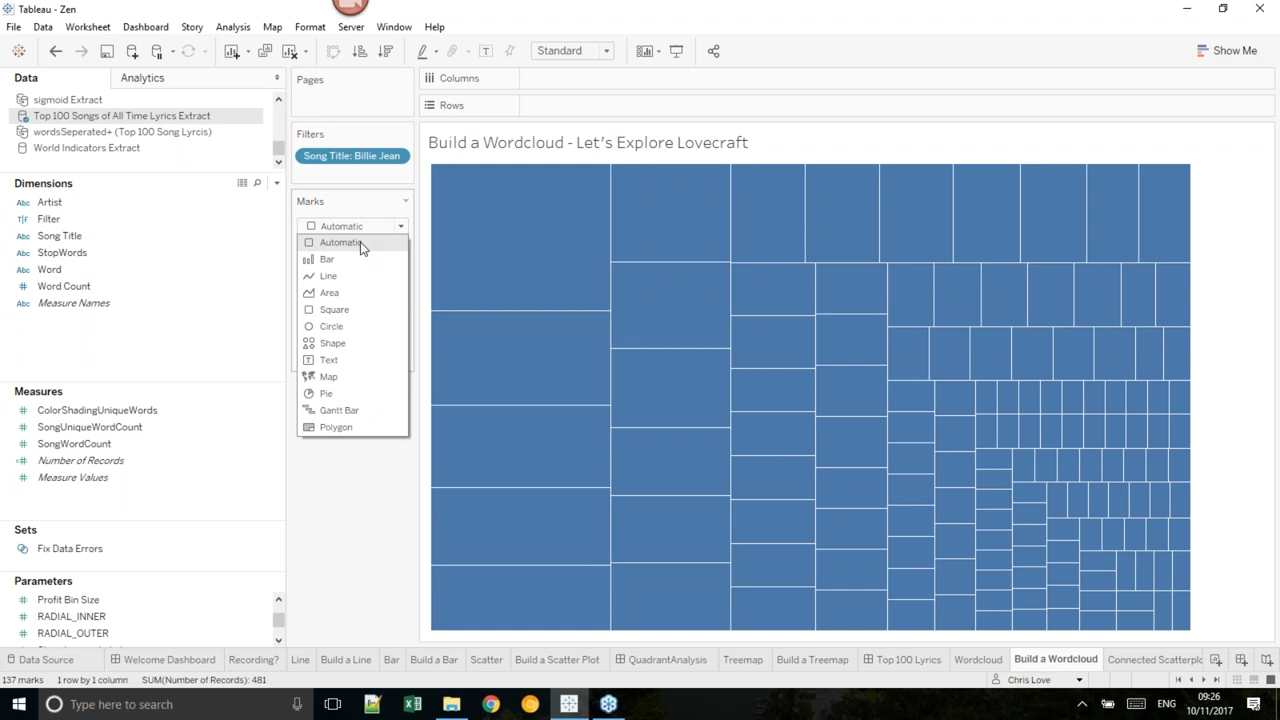 Tableau - Zen
File Data Worksheet Dashboard Story Analysis Map Format Server Window Help
Standard
Show Me
Data Analytics
sigmoid Extract
Top 100 Songs of All Time Lyrics Extract
wordsSeperated+ (Top 100 Song Lyrcis)
World Indicators Extract
Dimensions
Abc Artist
T|F Filter
Abc Song Title
Abc StopWords
Abc Word
# Word Count
Abc Measure Names
Measures
# ColorShadingUniqueWords
# SongUniqueWordCount
# SongWordCount
# Number of Records
# Measure Values
Sets
Fix Data Errors
Parameters
# Profit Bin Size
# RADIAL_INNER
# RADIAL_OUTER
Pages
Filters
Song Title: Billie Jean
Marks
Automatic
Automatic
Bar
Line
Area
Square
Circle
Shape
Text
Map
Pie
Gantt Bar
Polygon
Columns
Rows
Build a Wordcloud - Let's Explore Lovecraft
Data Source Welcome Dashboard Recording? Line Build a Line Bar Build a Bar Scatter Build a Scatter Plot QuadrantAnalysis Treemap Build a Treemap Top 100 Lyrics Wordcloud Build a Wordcloud Connected Scatterplo
137 marks 1 row by 1 column SUM(Number of Records): 481 Chris Love
Type here to search
ENG
09:26
10/11/2017